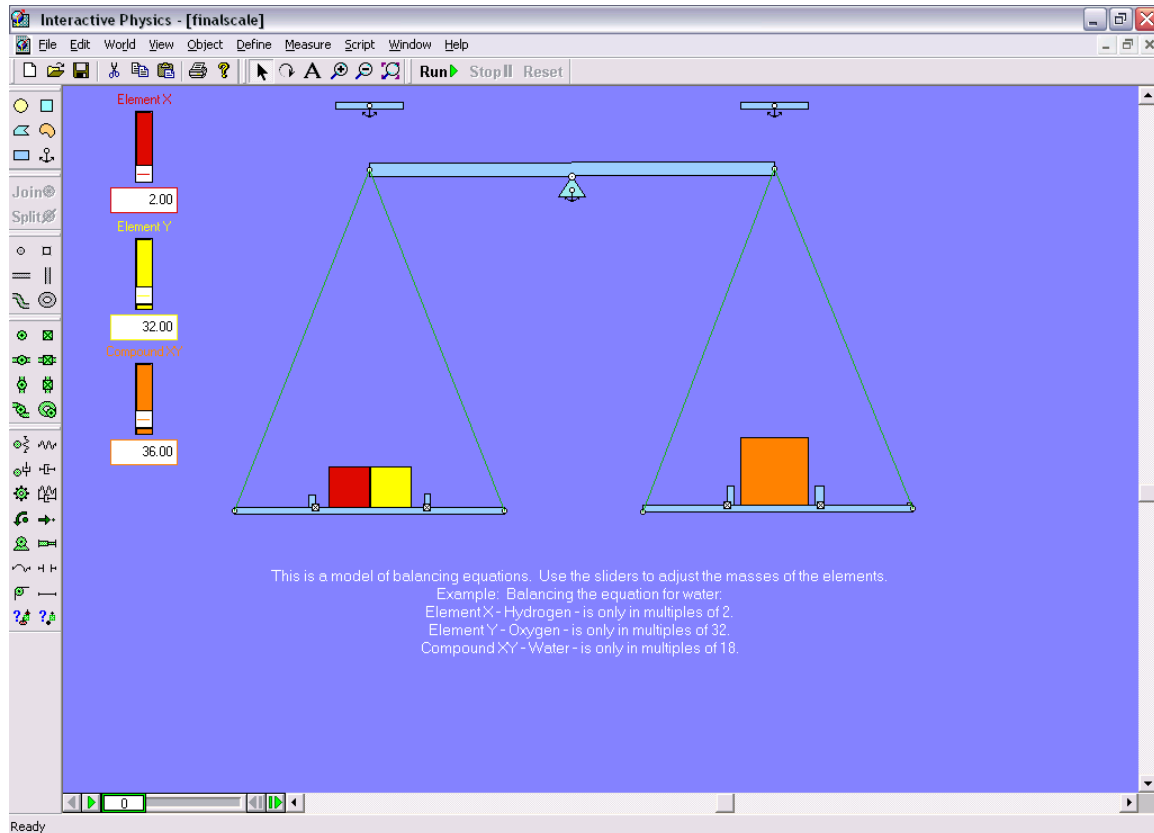 Interactive Physics - [finalscale]
File Edit World View Object Define Measure Script Window Help
Run Stop Reset
Join
Split
Element X
2.00
Element Y
32.00
Compound XY
36.00
This is a model of balancing equations. Use the sliders to adjust the masses of the elements.
Example: Balancing the equation for water:
Element X - Hydrogen - is only in multiples of 2.
Element Y - Oxygen - is only in multiples of 32.
Compound XY - Water - is only in multiples of 18.
0
Ready